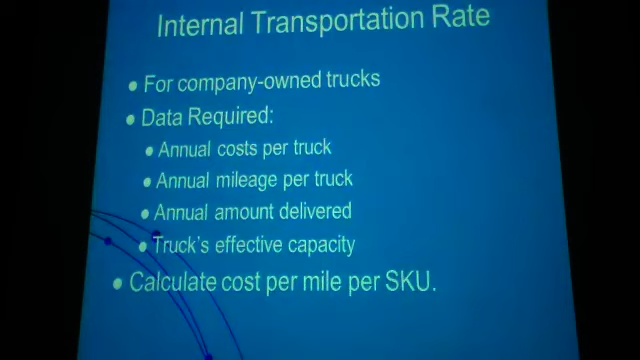 Internal Transportation Rate
• For company-owned trucks
• Data Required:
• Annual costs per truck
• Annual mileage per truck
• Annual amount delivered
• Truck's effective capacity
• Calculate cost per mile per SKU.